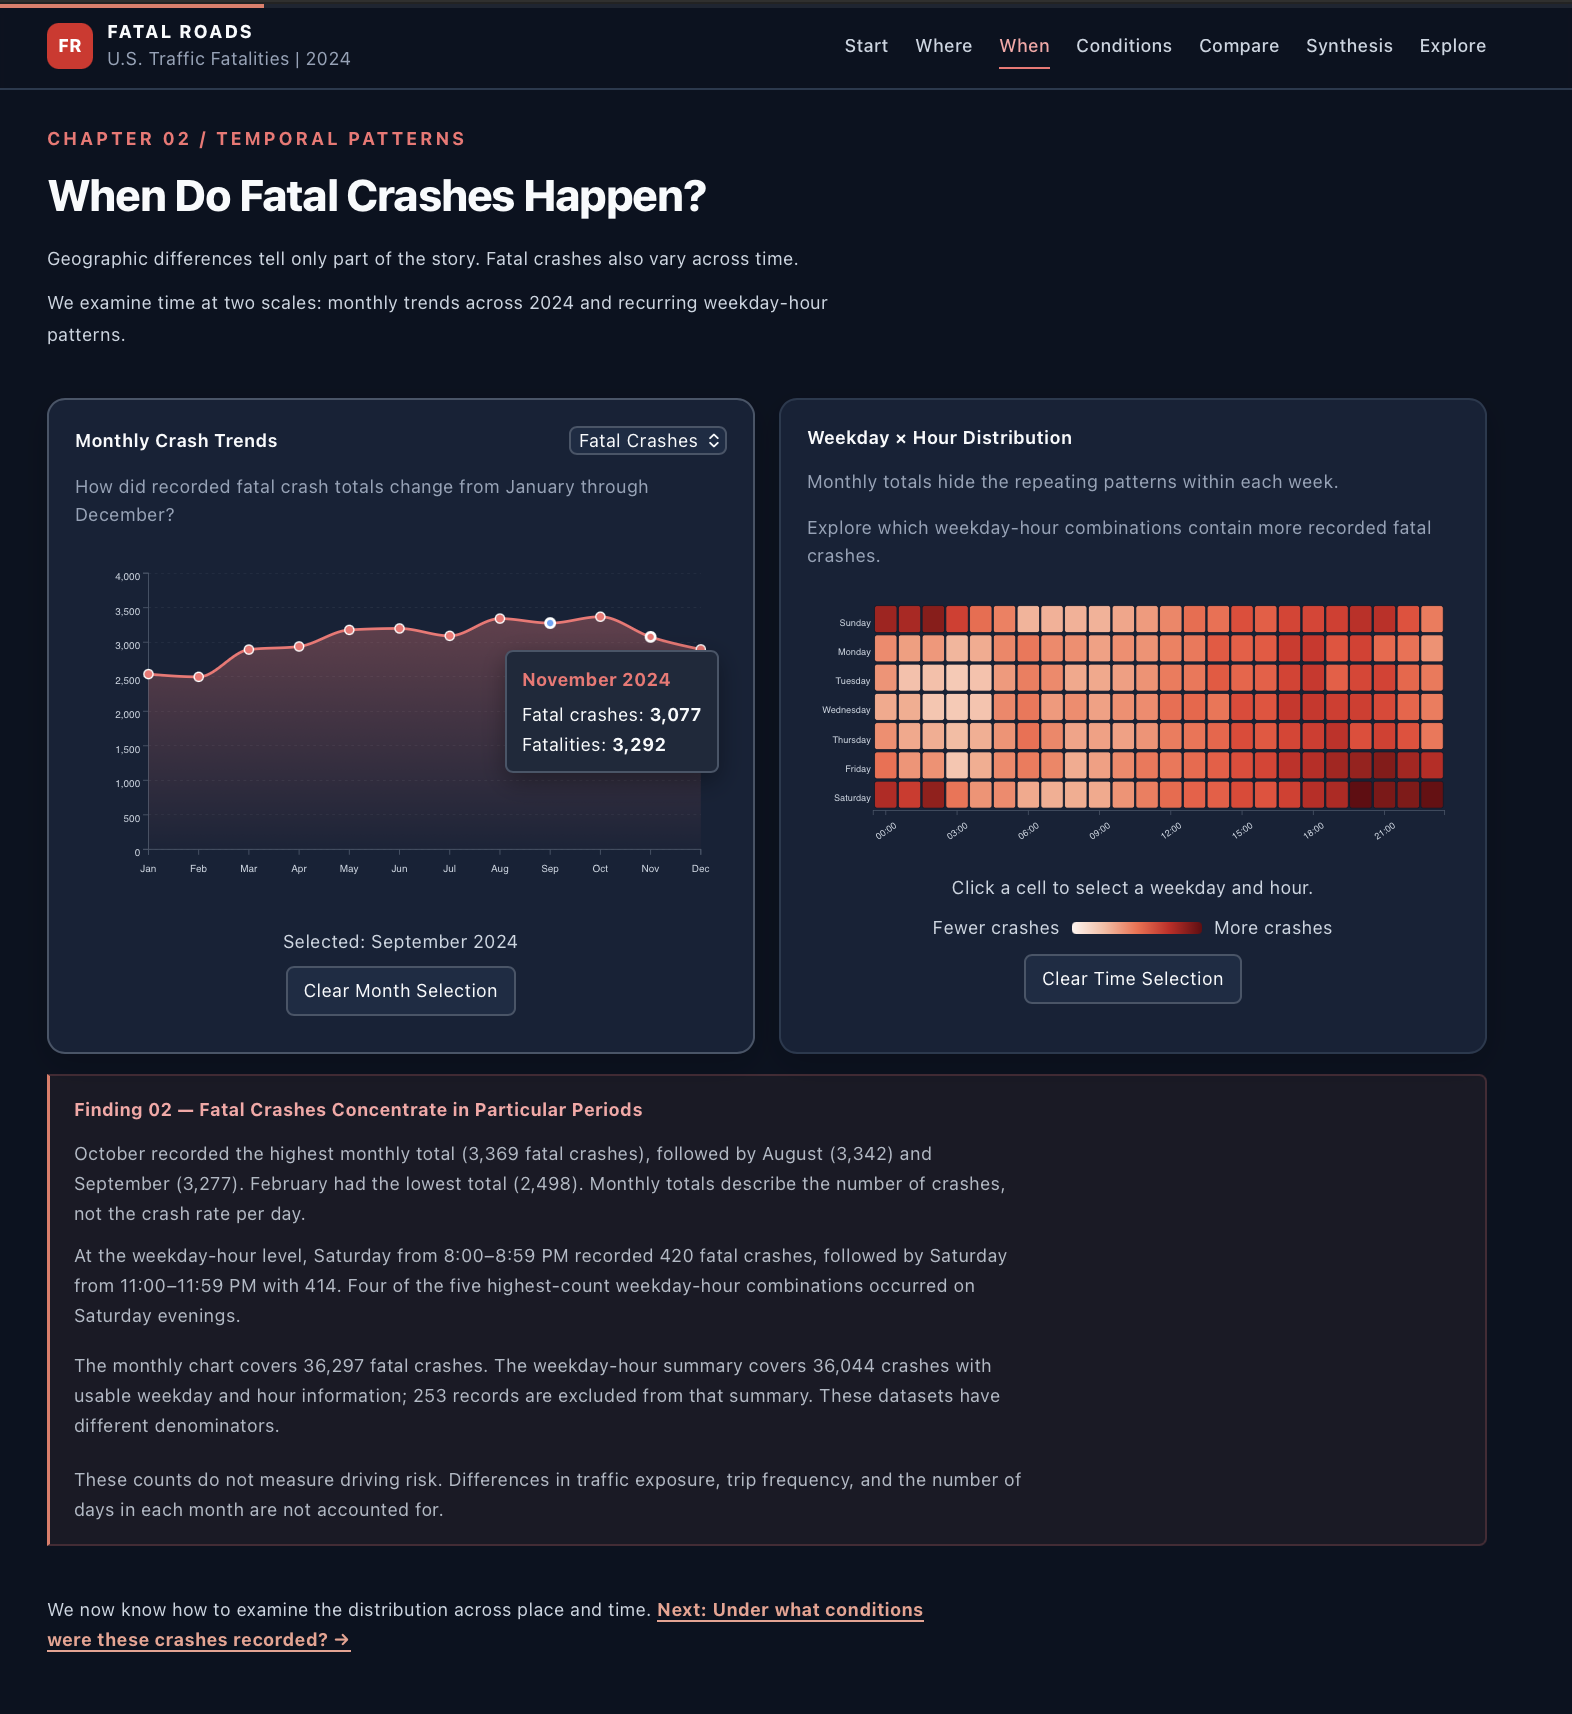 FR
FATAL ROADS
U.S. Traffic Fatalities | 2024
Start Where When Conditions Compare Synthesis Explore
CHAPTER 02 / TEMPORAL PATTERNS
When Do Fatal Crashes Happen?
Geographic differences tell only part of the story. Fatal crashes also vary across time.
We examine time at two scales: monthly trends across 2024 and recurring weekday-hour
patterns.
Monthly Crash Trends
Fatal Crashes
How did recorded fatal crash totals change from January through
December?
4,000
3,500
3,000
2,500
2,000
1,500
1,000
500
0
Jan Feb Mar Apr May Jun Jul Aug Sep Oct Nov Dec
November 2024
Fatal crashes: 3,077
Fatalities: 3,292
Selected: September 2024
Clear Month Selection
Weekday × Hour Distribution
Monthly totals hide the repeating patterns within each week.
Explore which weekday-hour combinations contain more recorded fatal
crashes.
Sunday
Monday
Tuesday
Wednesday
Thursday
Friday
Saturday
00:00 03:00 06:00 09:00 12:00 15:00 18:00 21:00
Click a cell to select a weekday and hour.
Fewer crashes More crashes
Clear Time Selection
Finding 02 — Fatal Crashes Concentrate in Particular Periods
October recorded the highest monthly total (3,369 fatal crashes), followed by August (3,342) and
September (3,277). February had the lowest total (2,498). Monthly totals describe the number of crashes,
not the crash rate per day.
At the weekday-hour level, Saturday from 8:00–8:59 PM recorded 420 fatal crashes, followed by Saturday
from 11:00–11:59 PM with 414. Four of the five highest-count weekday-hour combinations occurred on
Saturday evenings.
The monthly chart covers 36,297 fatal crashes. The weekday-hour summary covers 36,044 crashes with
usable weekday and hour information; 253 records are excluded from that summary. These datasets have
different denominators.
These counts do not measure driving risk. Differences in traffic exposure, trip frequency, and the number of
days in each month are not accounted for.
We now know how to examine the distribution across place and time. Next: Under what conditions
were these crashes recorded? →